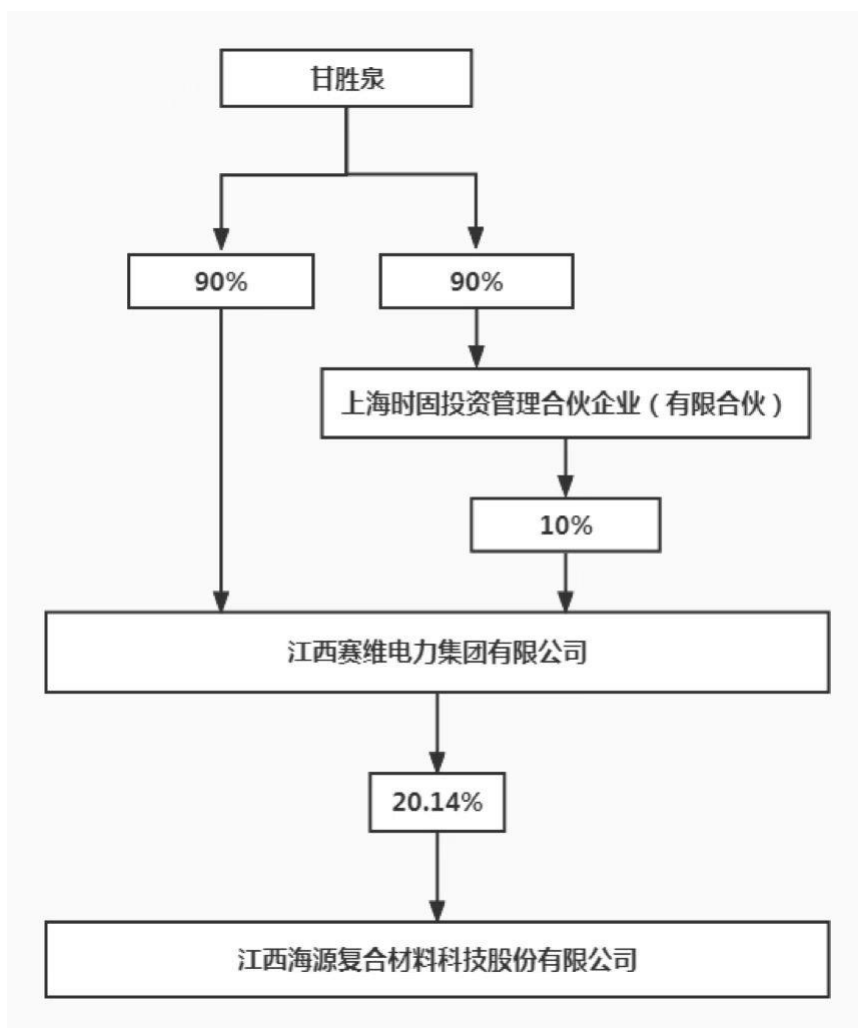 甘胜泉
90%
90%
上海时固投资管理合伙企业（有限合伙）
10%
江西赛维电力集团有限公司
20.14%
江西海源复合材料科技股份有限公司